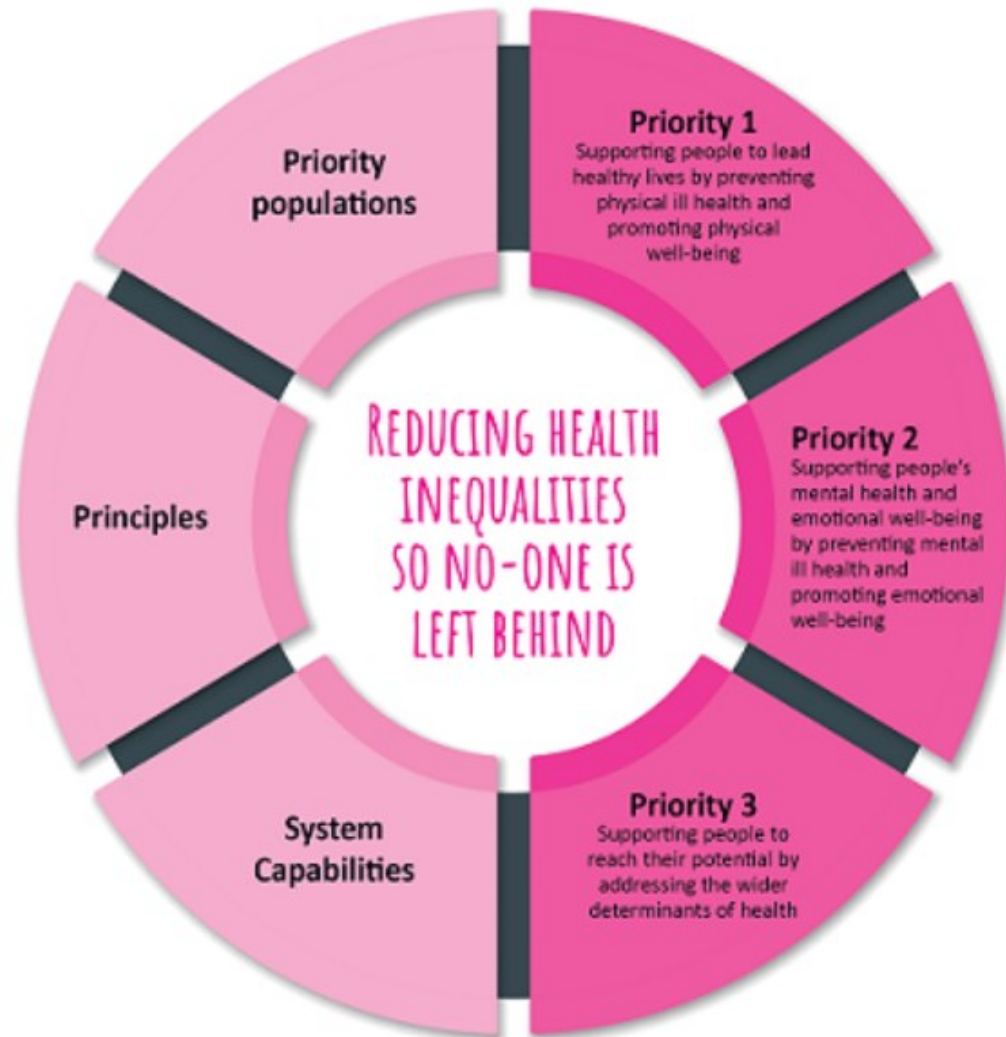 Priority
populations
Priority 1
Supporting people to lead
healthy lives by preventing
physical ill health and
promoting physical
well-being
Priority 2
Supporting people's
mental health and
emotional well-being
by preventing mental
ill health and
promoting emotional
well-being
Priority 3
Supporting people to
reach their potential by
addressing the wider
determinants of health
System
Capabilities
Principles
REDUCING HEALTH
INEQUALITIES
SO NO-ONE IS
LEFT BEHIND